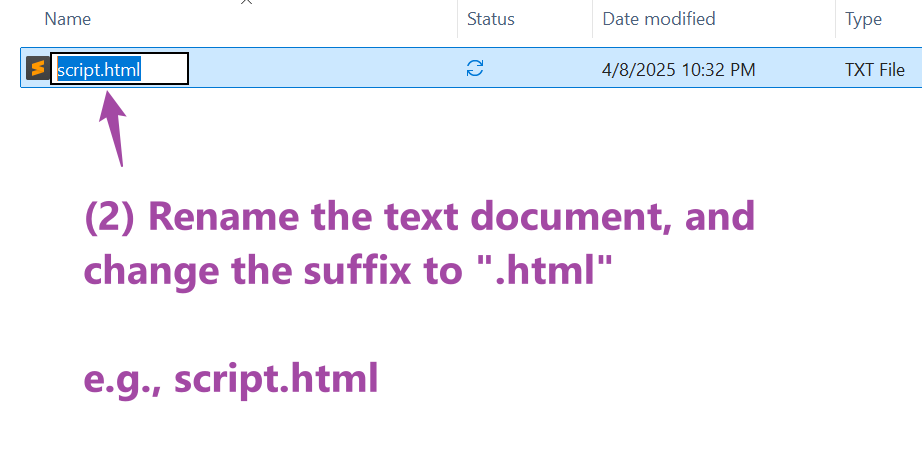 Name Status Date modified Type
script.html 4/8/2025 10:32 PM TXT File
(2) Rename the text document, and
change the suffix to ".html"
e.g., script.html